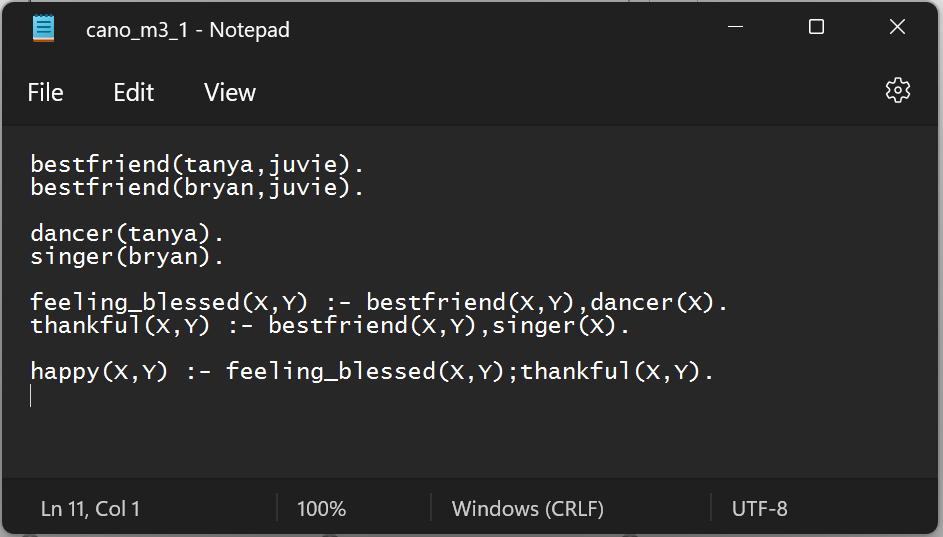 cano_m3_1 - Notepad
File Edit View
bestfriend(tanya,juvie).
bestfriend(bryan,juvie).
dancer(tanya).
singer(bryan).
feeling_blessed(X,Y) :- bestfriend(X,Y),dancer(X).
thankful(X,Y) :- bestfriend(X,Y),singer(X).
happy(X,Y) :- feeling_blessed(X,Y);thankful(X,Y).
Ln 11, Col 1 100% Windows (CRLF) UTF-8